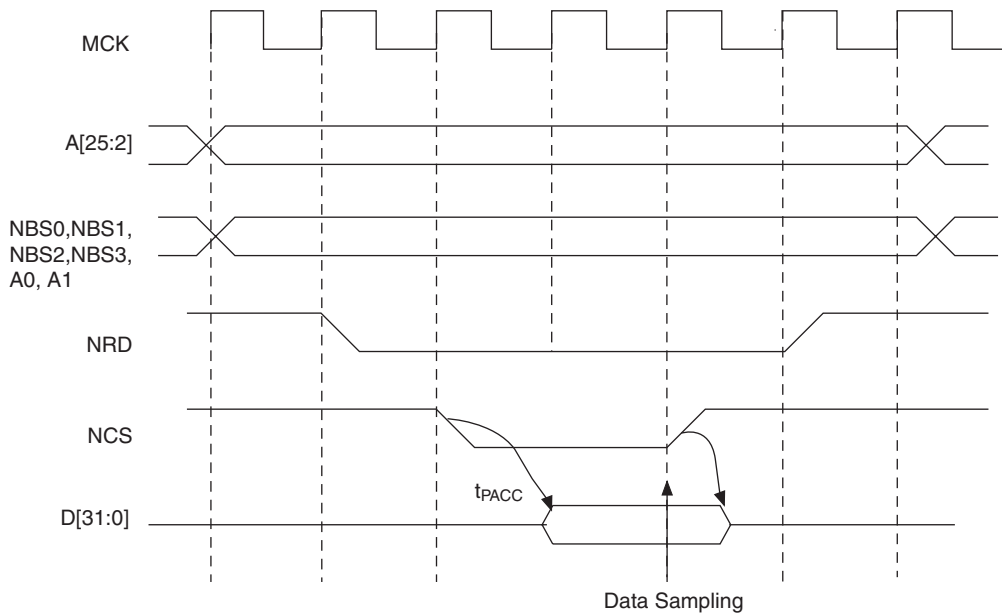 MCK
A[25:2]
NBS0,NBS1,
NBS2,NBS3,
A0, A1
NRD
NCS
tPACC
D[31:0]
Data Sampling